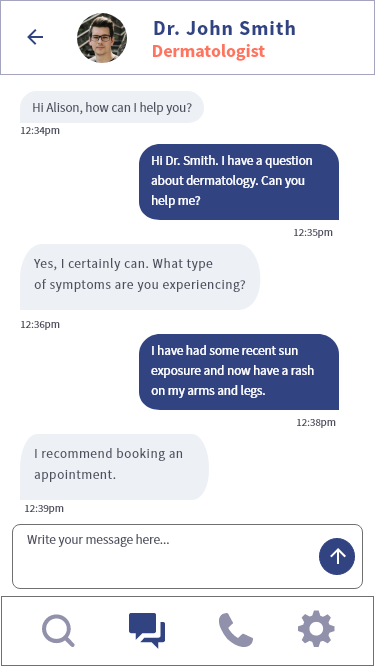 Dr. John Smith
Dermatologist
Hi Alison, how can I help you?
12:34pm
Hi Dr. Smith. I have a question
about dermatology. Can you
help me?
12:35pm
Yes, I certainly can. What type
of symptoms are you experiencing?
12:36pm
I have had some recent sun
exposure and now have a rash
on my arms and legs.
12:38pm
I recommend booking an
appointment.
12:39pm
Write your message here...